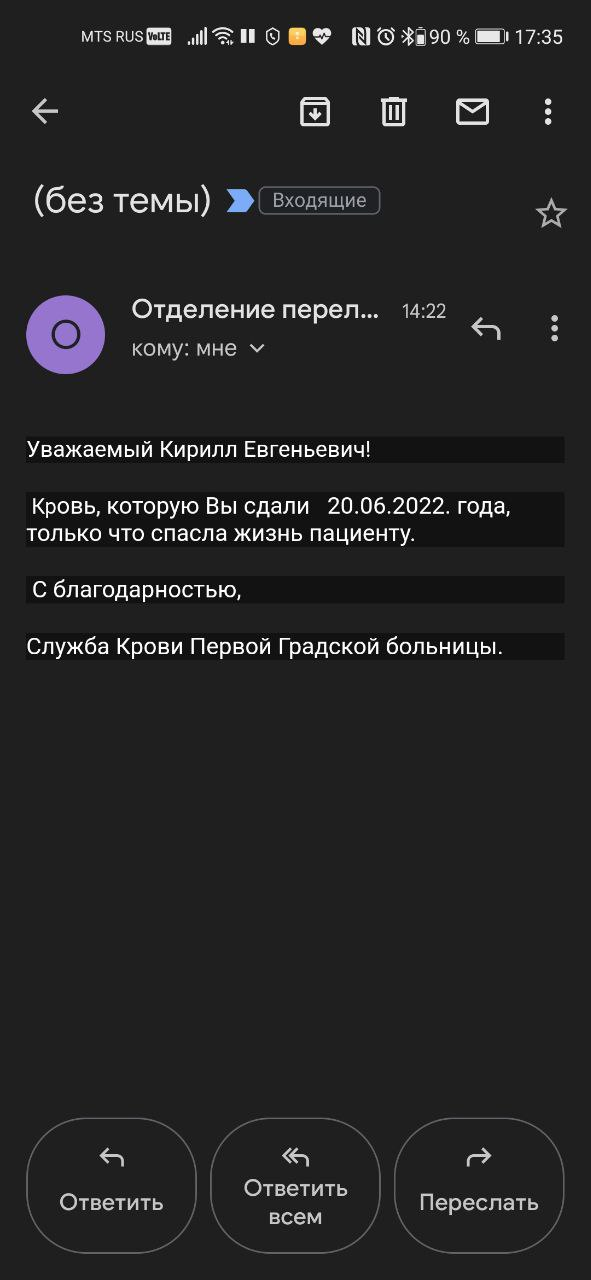 MTS RUS VoLTE 90 % 17:35
(без темы) Входящие
О
Отделение перел... 14:22
кому: мне
Уважаемый Кирилл Евгеньевич!
Кровь, которую Вы сдали 20.06.2022. года,
только что спасла жизнь пациенту.
С благодарностью,
Служба Крови Первой Градской больницы.
Ответить
Ответить
всем
Переслать